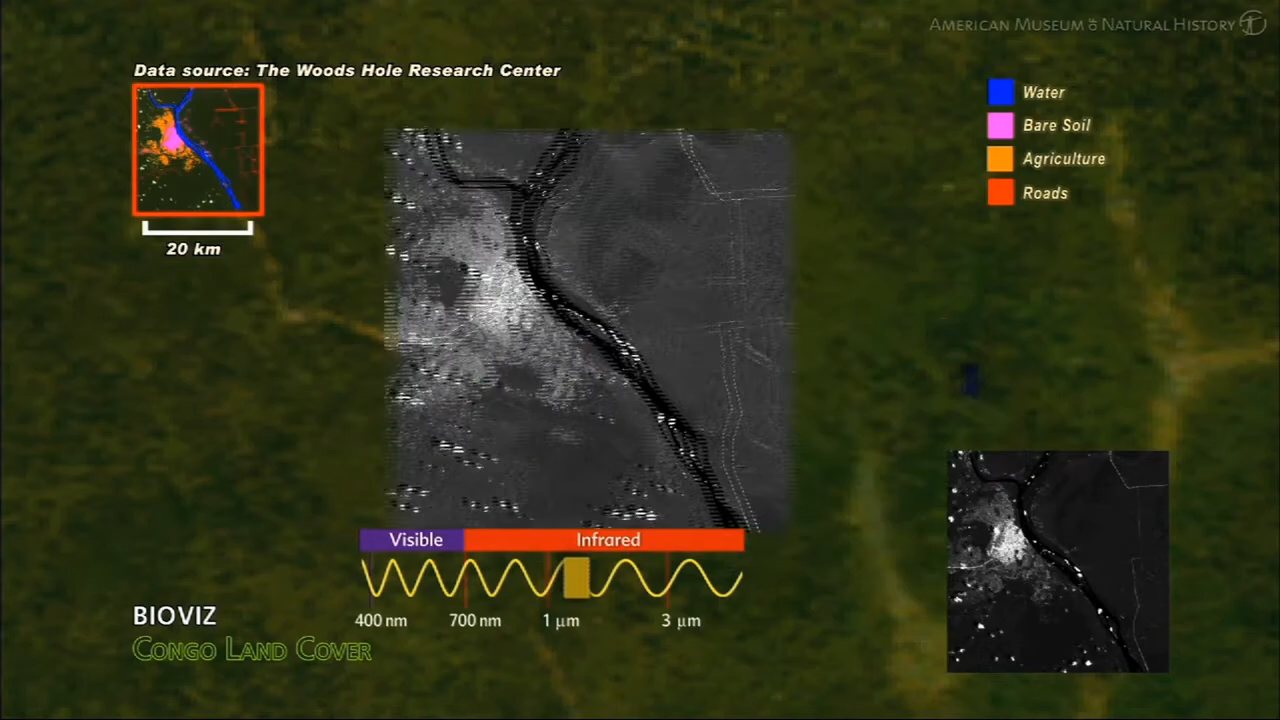 AMERICAN MUSEUM ö NATURAL HISTORY
Data source: The Woods Hole Research Center
Water
Bare Soil
Agriculture
Roads
20 km
Visible
Infrared
400 nm
700 nm
1 µm
3 µm
BIOVIZ
CONGO LAND COVER